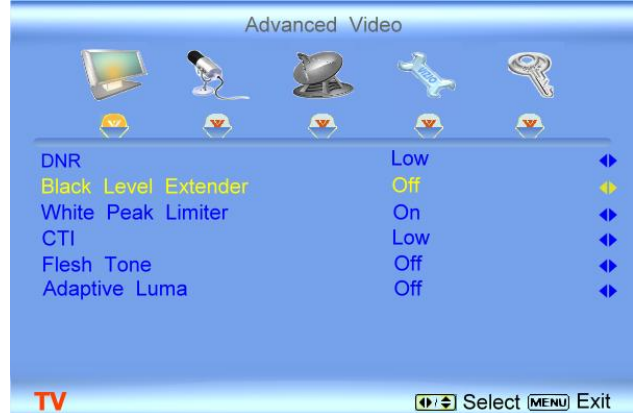 Advanced Video
VIZIO
DNR Low
Black Level Extender Off
White Peak Limiter On
CTI Low
Flesh Tone Off
Adaptive Luma Off
TV Select MENU Exit